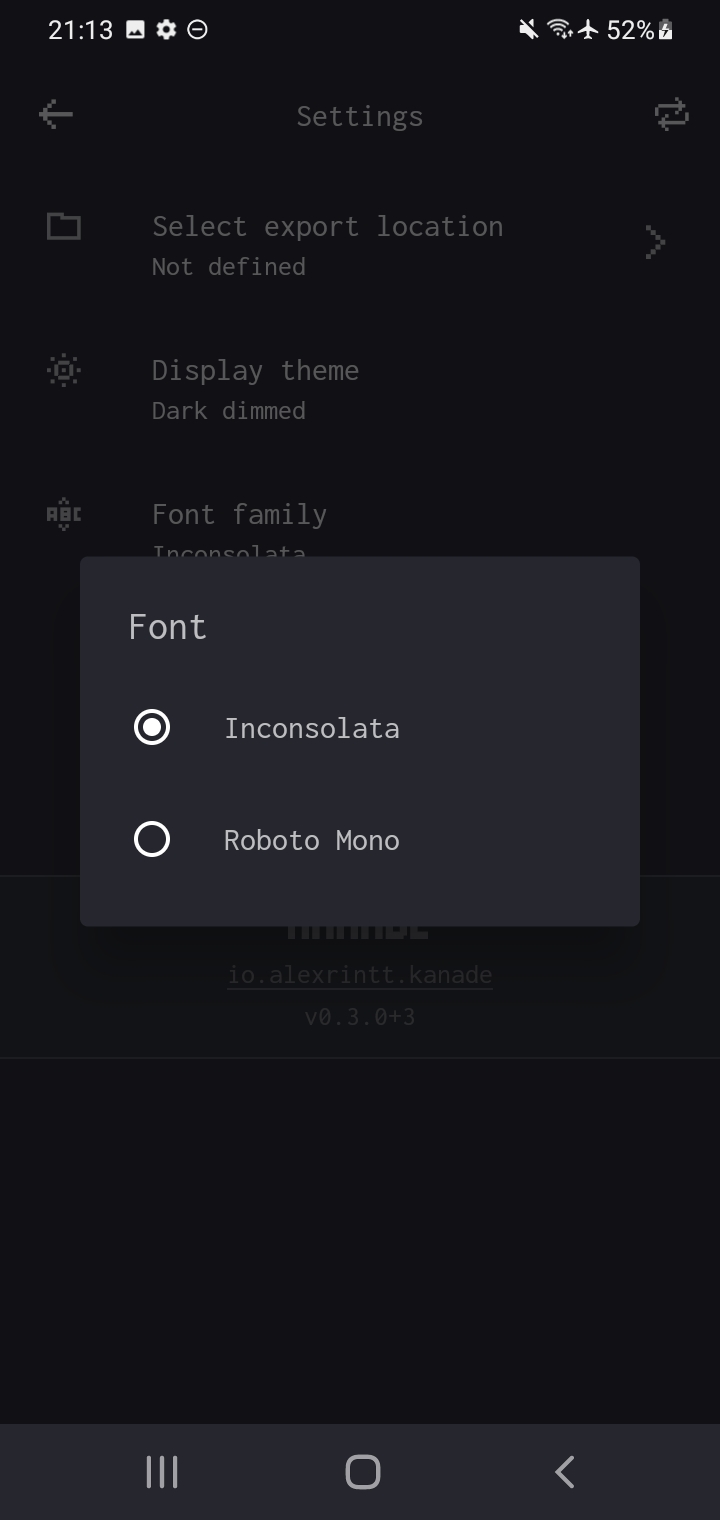 21:13 52%
Settings
Select export location
Not defined
Display theme
Dark dimmed
ABC
Font family
Inconsolata
Font
Inconsolata
Roboto Mono
io.alexrintt.kanade
v0.3.0+3